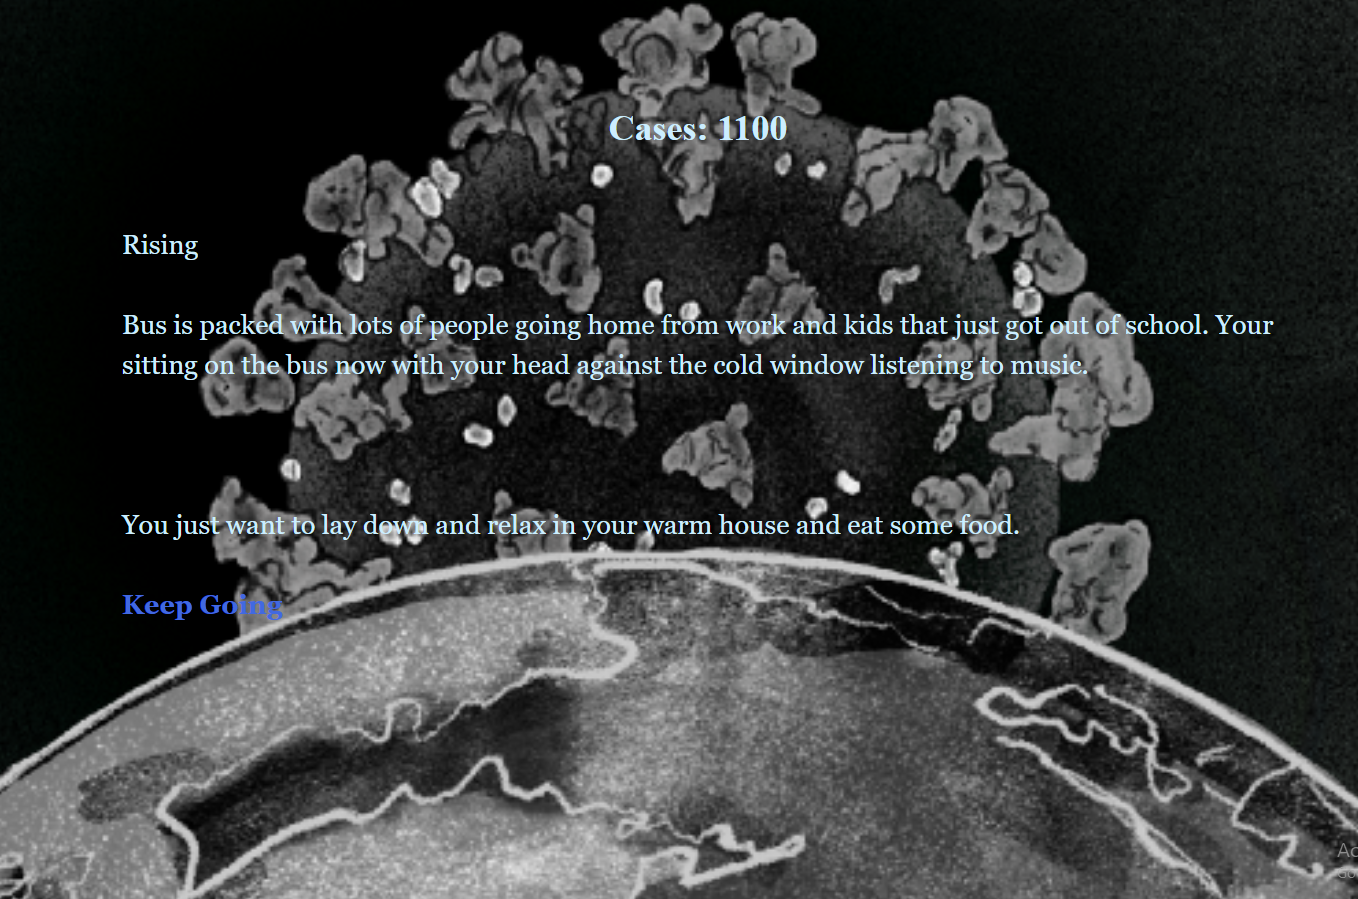 Cases: 1100
Rising
Bus is packed with lots of people going home from work and kids that just got out of school. Your
sitting on the bus now with your head against the cold window listening to music.
You just want to lay down and relax in your warm house and eat some food.
Keep Going